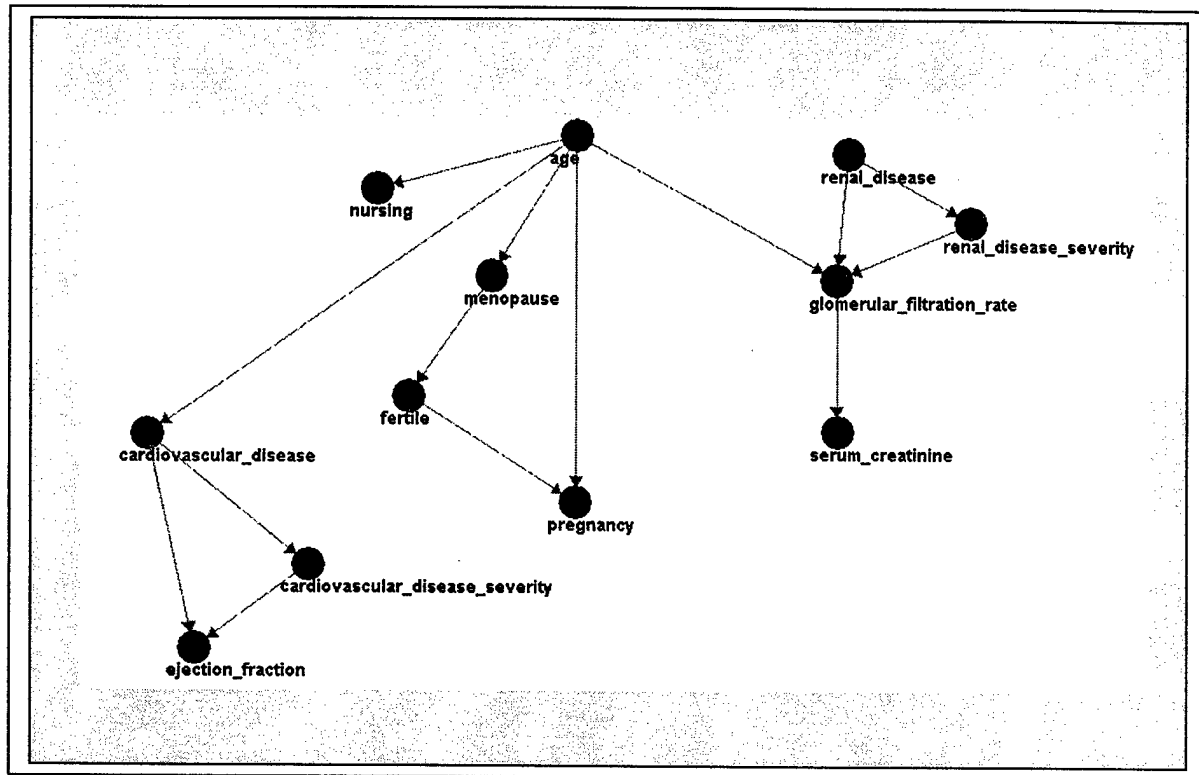 age
renal_disease
nursing
renal_disease_severity
menopause
glomerular_filtration_rate
fertile
cardiovascular_disease
serum_creatinine
pregnancy
cardiovascular_disease_severity
ejection_fraction